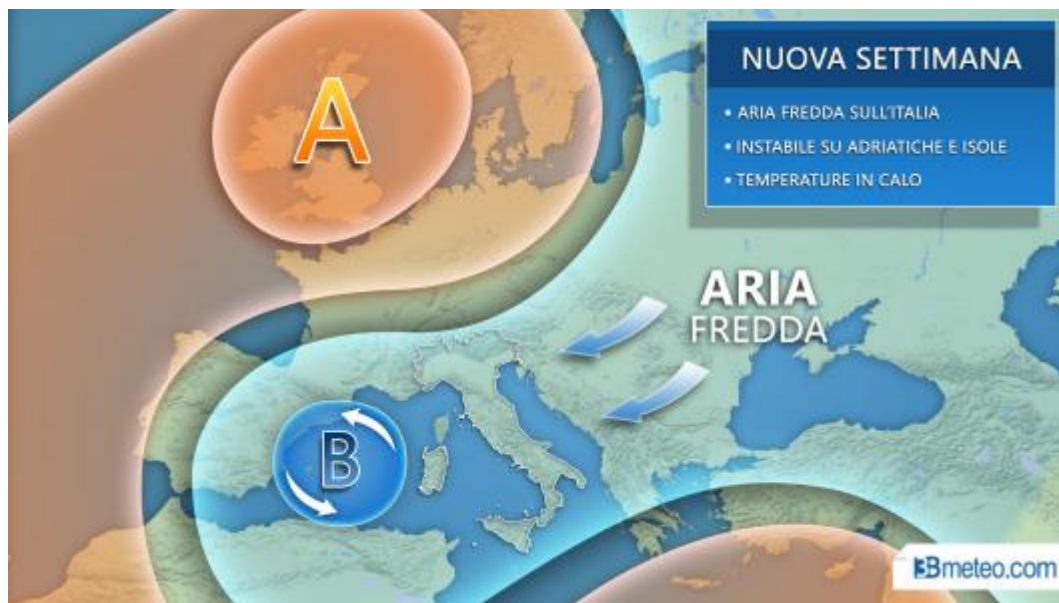 A
NUOVA SETTIMANA
• ARIA FREDDA SULL'ITALIA
• INSTABILE SU ADRIATICHE E ISOLE
• TEMPERATURE IN CALO
ARIA
FREDDA
B
3Bmeteo.com